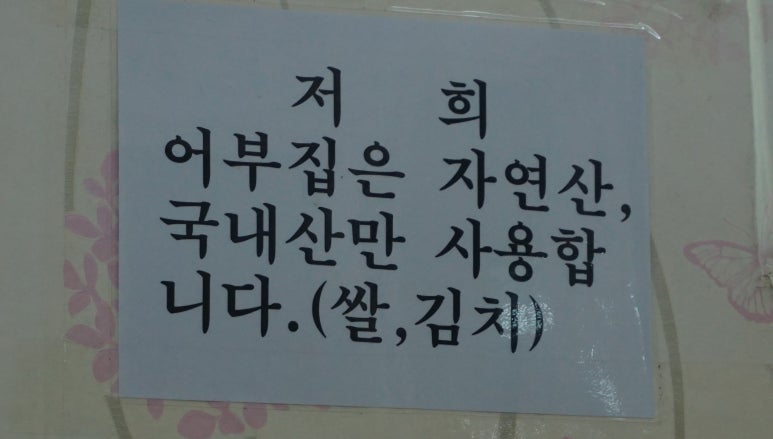 저 희
어부집은 자연산,
국내산만 사용합
니다.(쌀,김치)